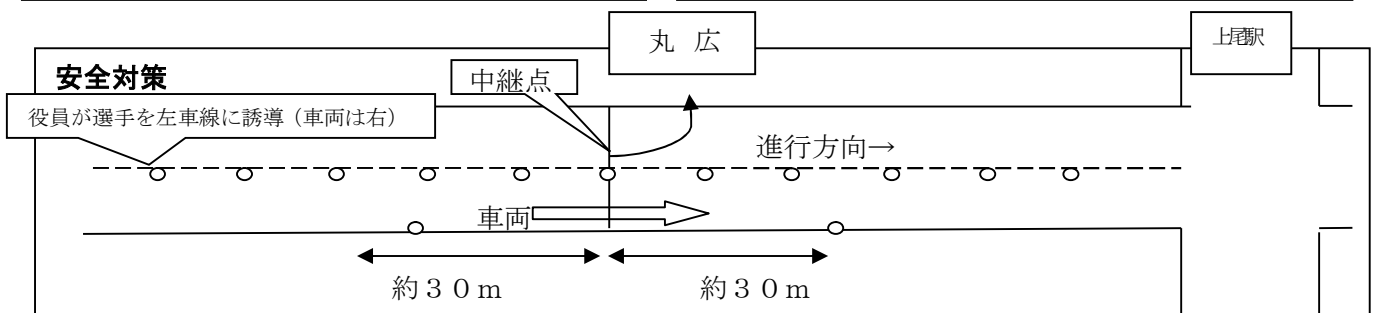 丸 広
上尾駅
安全対策
中継点
役員が選手を左車線に誘導（車両は右）
進行方向→
車両
約３０ｍ
約３０ｍ